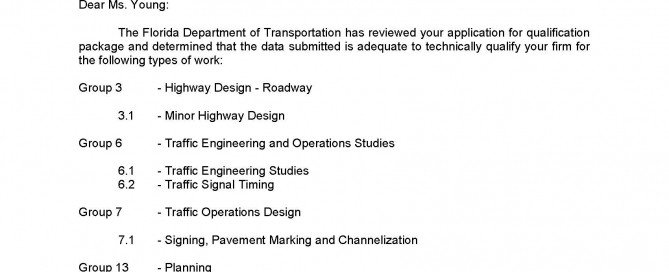 Dear Ms. Young:
The Florida Department of Transportation has reviewed your application for qualification
package and determined that the data submitted is adequate to technically qualify your firm for
the following types of work:
Group 3 - Highway Design - Roadway
3.1 - Minor Highway Design
Group 6 - Traffic Engineering and Operations Studies
6.1 - Traffic Engineering Studies
6.2 - Traffic Signal Timing
Group 7 - Traffic Operations Design
7.1 - Signing, Pavement Marking and Channelization
Group 13 - Planning